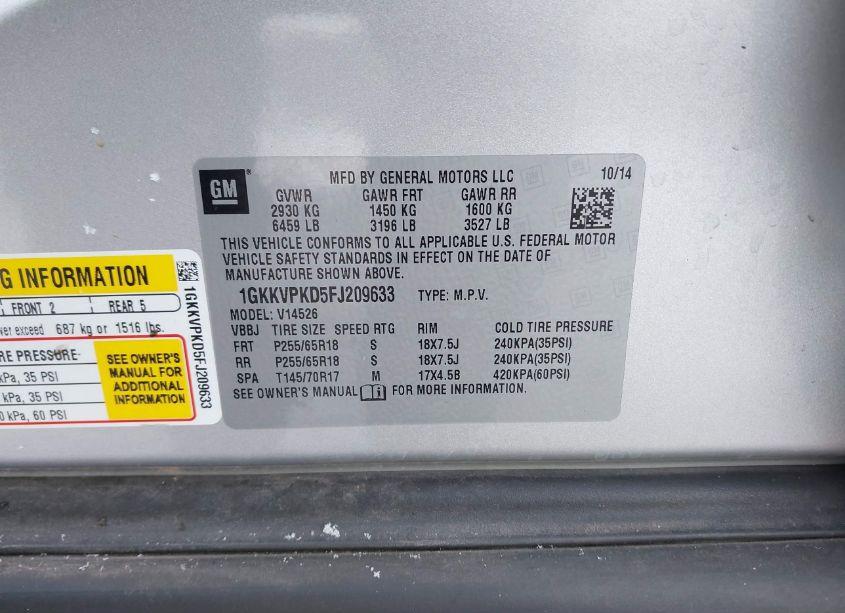 GM
®
MFD BY GENERAL MOTORS LLC 10/14
GVWR GAWR FRT GAWR RR
2930 KG 1450 KG 1600 KG
6459 LB 3196 LB 3527 LB
THIS VEHICLE CONFORMS TO ALL APPLICABLE U.S. FEDERAL MOTOR
VEHICLE SAFETY STANDARDS IN EFFECT ON THE DATE OF
MANUFACTURE SHOWN ABOVE.
1GKKVPKD5FJ209633 TYPE: M.P.V.
MODEL: V14526
VBBJ TIRE SIZE SPEED RTG RIM COLD TIRE PRESSURE
FRT P255/65R18 S 18X7.5J 240KPA(35PSI)
RR P255/65R18 S 18X7.5J 240KPA(35PSI)
SPA T145/70R17 M 17X4.5B 420KPA(60PSI)
SEE OWNER'S MANUAL FOR MORE INFORMATION.
G INFORMATION
FRONT 2 REAR 5
exceed 687 kg or 1516 lbs.
RE PRESSURE
kPa, 35 PSI
kPa, 35 PSI
0 kPa, 60 PSI
SEE OWNER'S
MANUAL FOR
ADDITIONAL
INFORMATION
1GKKVPKD5FJ209633